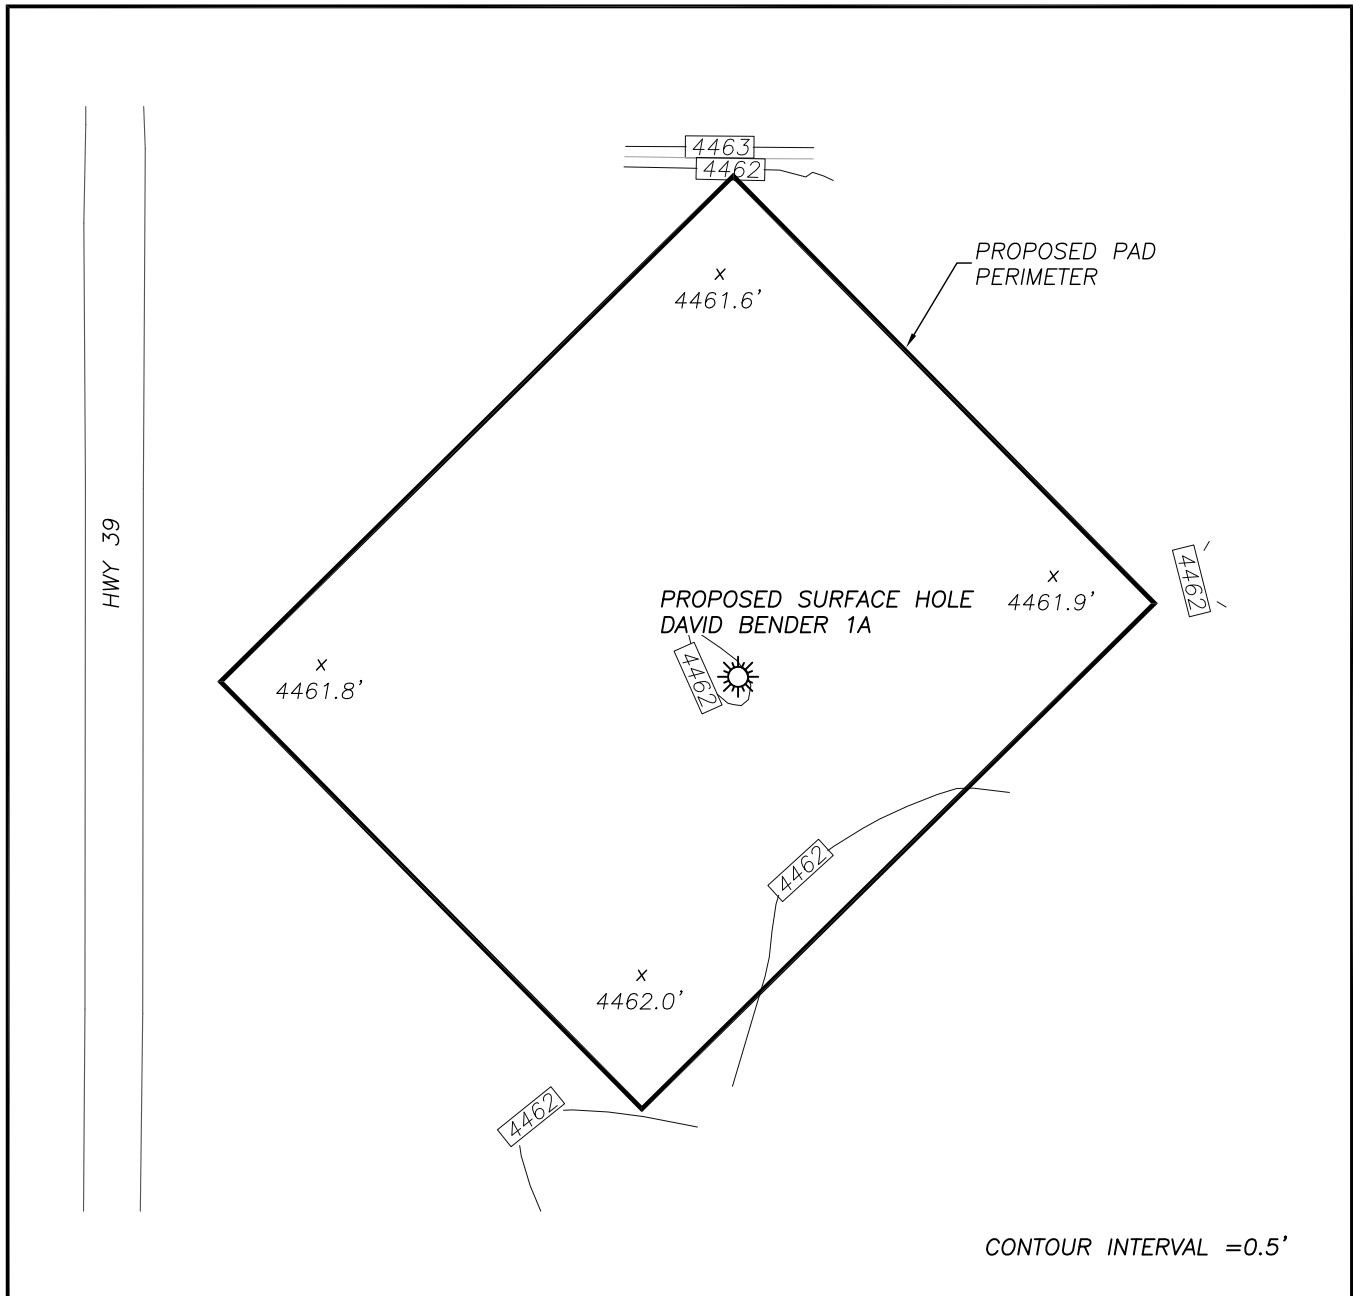 4463
4462
PROPOSED PAD
PERIMETER
x
4461.6'
HWY 39
4462
x
4461.9'
PROPOSED SURFACE HOLE
DAVID BENDER 1A
x
4461.8'
4462
4462
x
4462.0'
4462
CONTOUR INTERVAL =0.5'